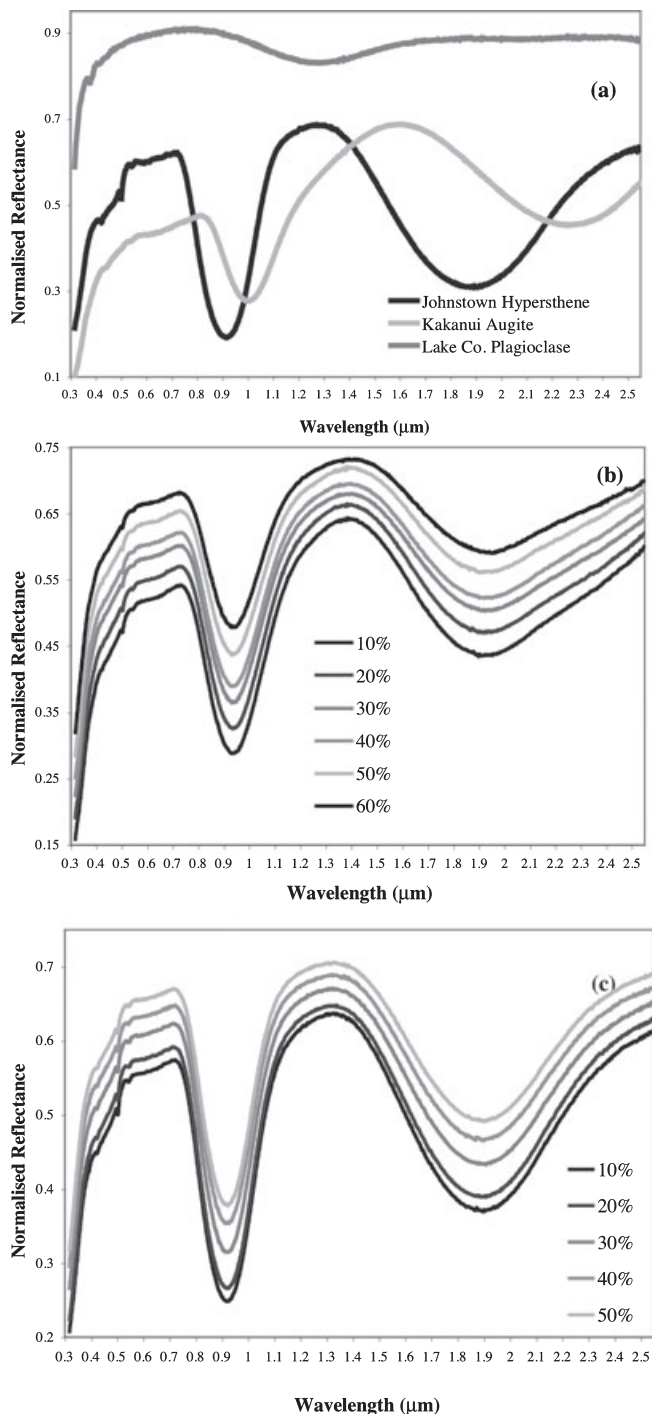 0.9
(a)
0.7
0.5
0.3
0.1
Normalised Reflectance
Johnstown Hypersthene
Kakanui Augite
Lake Co. Plagioclase
0.3 0.4 0.5 0.6 0.7 0.8 0.9 1 1.1 1.2 1.3 1.4 1.5 1.6 1.7 1.8 1.9 2 2.1 2.2 2.3 2.4 2.5
Wavelength (μm)
0.75
(b)
0.65
0.55
0.45
0.35
0.25
0.15
Normalised Reflectance
10%
20%
30%
40%
50%
60%
0.3 0.4 0.5 0.6 0.7 0.8 0.9 1 1.1 1.2 1.3 1.4 1.5 1.6 1.7 1.8 1.9 2 2.1 2.2 2.3 2.4 2.5
Wavelength (μm)
0.7
(c)
0.6
0.5
0.4
0.3
0.2
Normalised Reflectance
10%
20%
30%
40%
50%
0.3 0.4 0.5 0.6 0.7 0.8 0.9 1 1.1 1.2 1.3 1.4 1.5 1.6 1.7 1.8 1.9 2 2.1 2.2 2.3 2.4 2.5
Wavelength (μm)